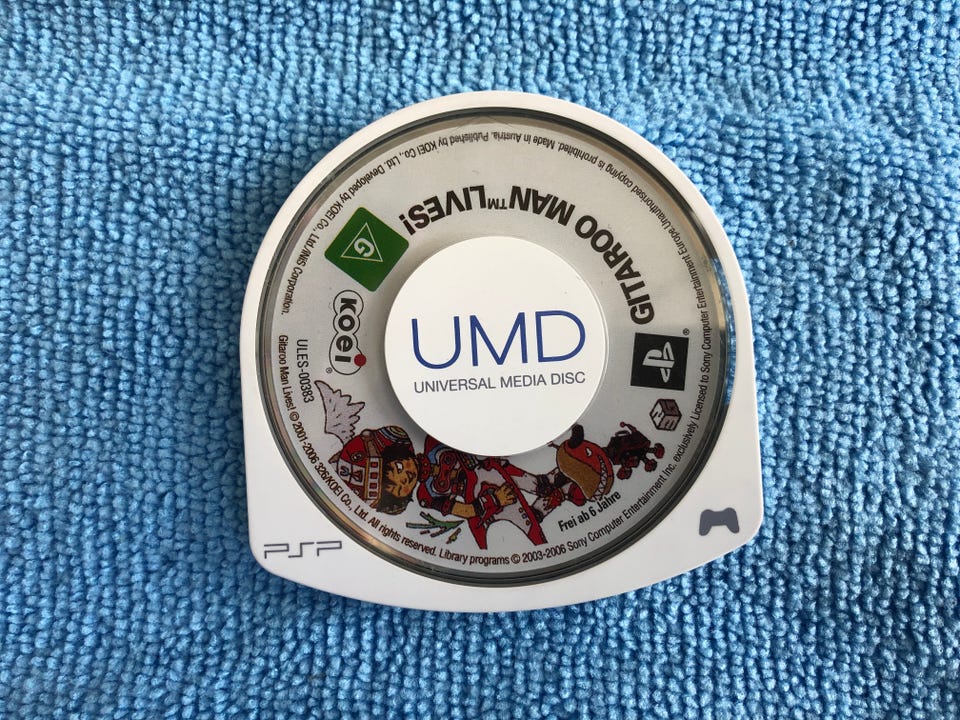 GITAROO MAN™ LIVES!
UMD
UNIVERSAL MEDIA DISC
G
KOEI®
ULES-00383
®
Frei ab 6 Jahre
Gitaroo Man Lives! © 2001-2006 326/KOEI Co., Ltd. All rights reserved. Library programs © 2003-2006 Sony Computer Entertainment Inc. exclusively Licensed to Sony Computer Entertainment Europe. Unauthorised copying is prohibited. Made in Austria. Published by KOEI Co., Ltd. Developed by KOEI Co., Ltd./iNiS Corporation.
PSP